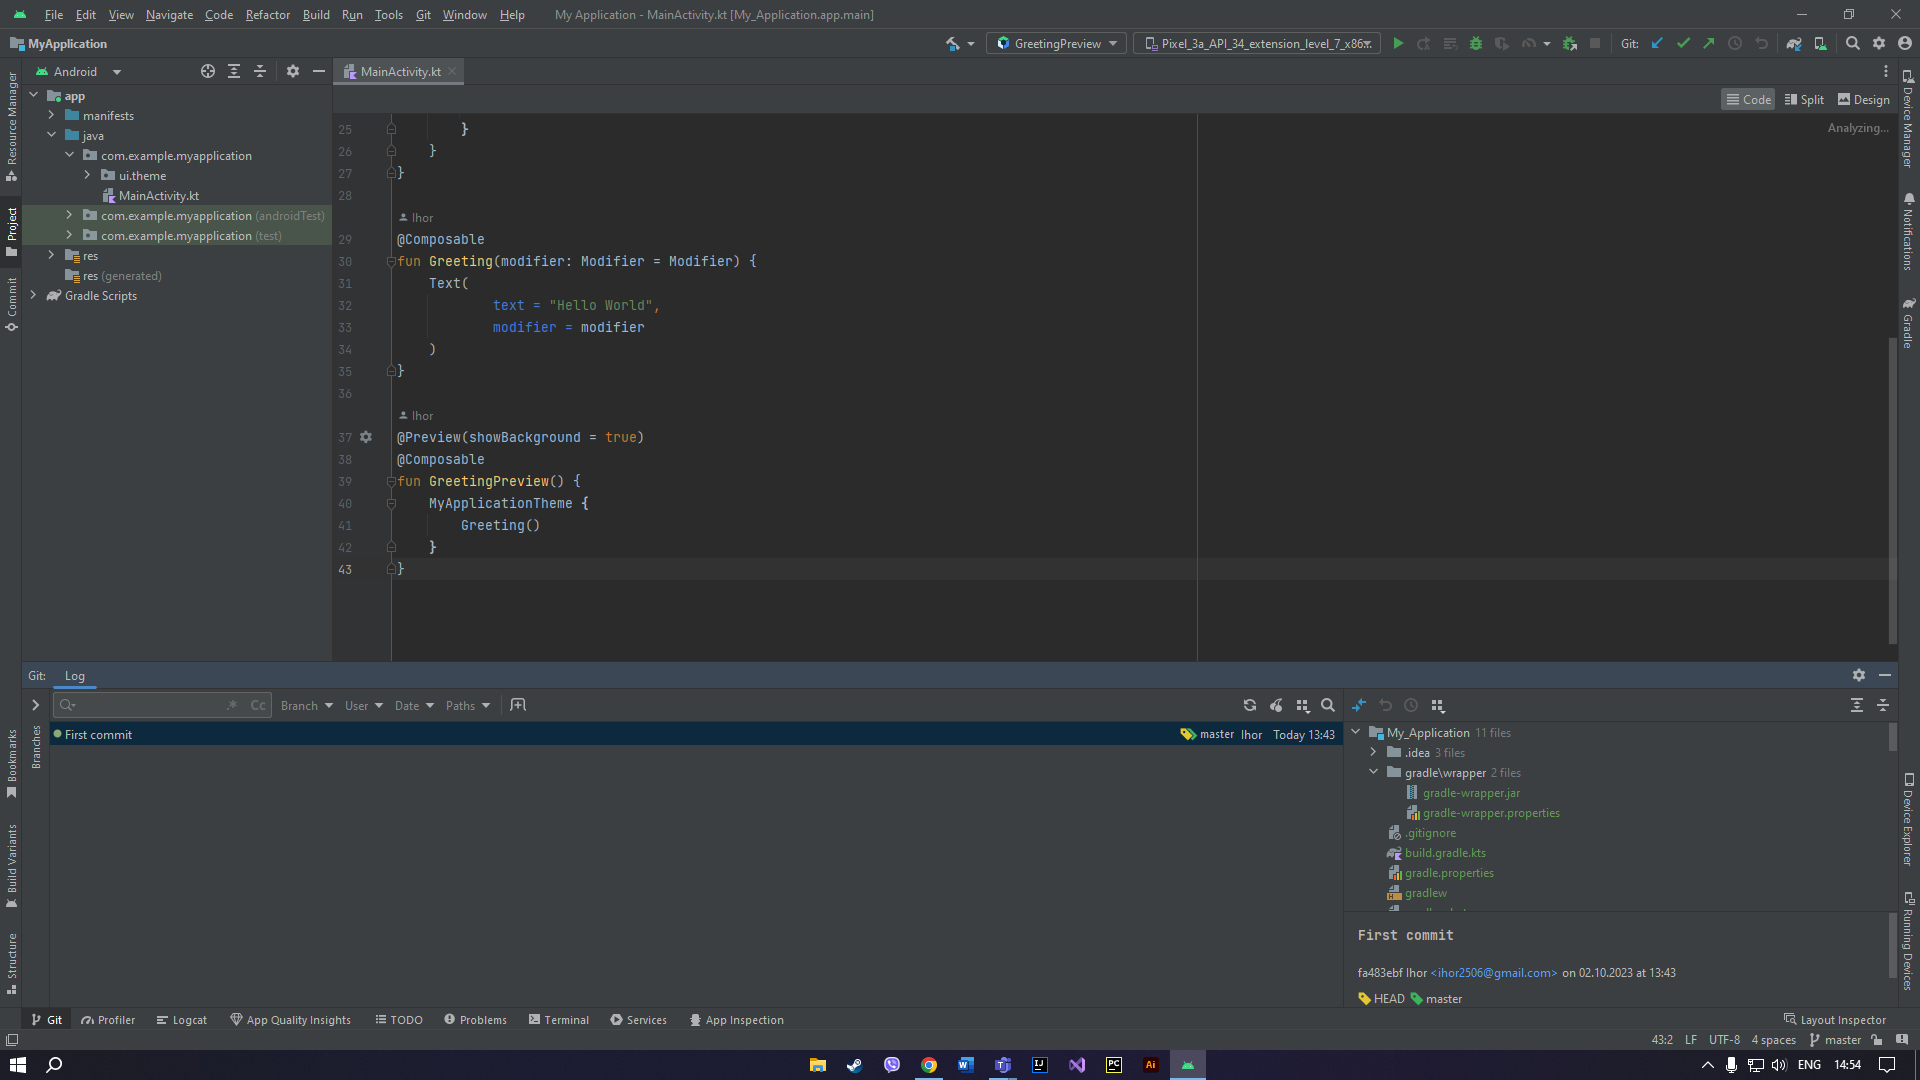 File Edit View Navigate Code Refactor Build Run Tools Git Window Help My Application - MainActivity.kt [My_Application.app.main]
MyApplication GreetingPreview Pixel_3a_API_34_extension_level_7_x86 Git:
Android MainActivity.kt
Code Split Design
Analyzing...
app
manifests
java
com.example.myapplication
ui.theme
MainActivity.kt
com.example.myapplication (androidTest)
com.example.myapplication (test)
res
res (generated)
Gradle Scripts
25 }
26 }
27 }
28
Ihor
29 @Composable
30 fun Greeting(modifier: Modifier = Modifier) {
31 Text(
32 text = "Hello World",
33 modifier = modifier
34 )
35 }
36
Ihor
37 @Preview(showBackground = true)
38 @Composable
39 fun GreetingPreview() {
40 MyApplicationTheme {
41 Greeting()
42 }
43 }
Resource Manager
Project
Commit
Bookmarks
Build Variants
Structure
Device Manager
Notifications
Gradle
Device Explorer
Running Devices
Git: Log
Cc Branch User Date Paths
Branches
First commit master Ihor Today 13:43
My_Application 11 files
.idea 3 files
gradle\wrapper 2 files
gradle-wrapper.jar
gradle-wrapper.properties
.gitignore
build.gradle.kts
gradle.properties
gradlew
First commit
fa483ebf Ihor <ihor2506@gmail.com> on 02.10.2023 at 13:43
HEAD master
Git Profiler Logcat App Quality Insights TODO Problems Terminal Services App Inspection Layout Inspector
43:2 LF UTF-8 4 spaces master
ENG 14:54